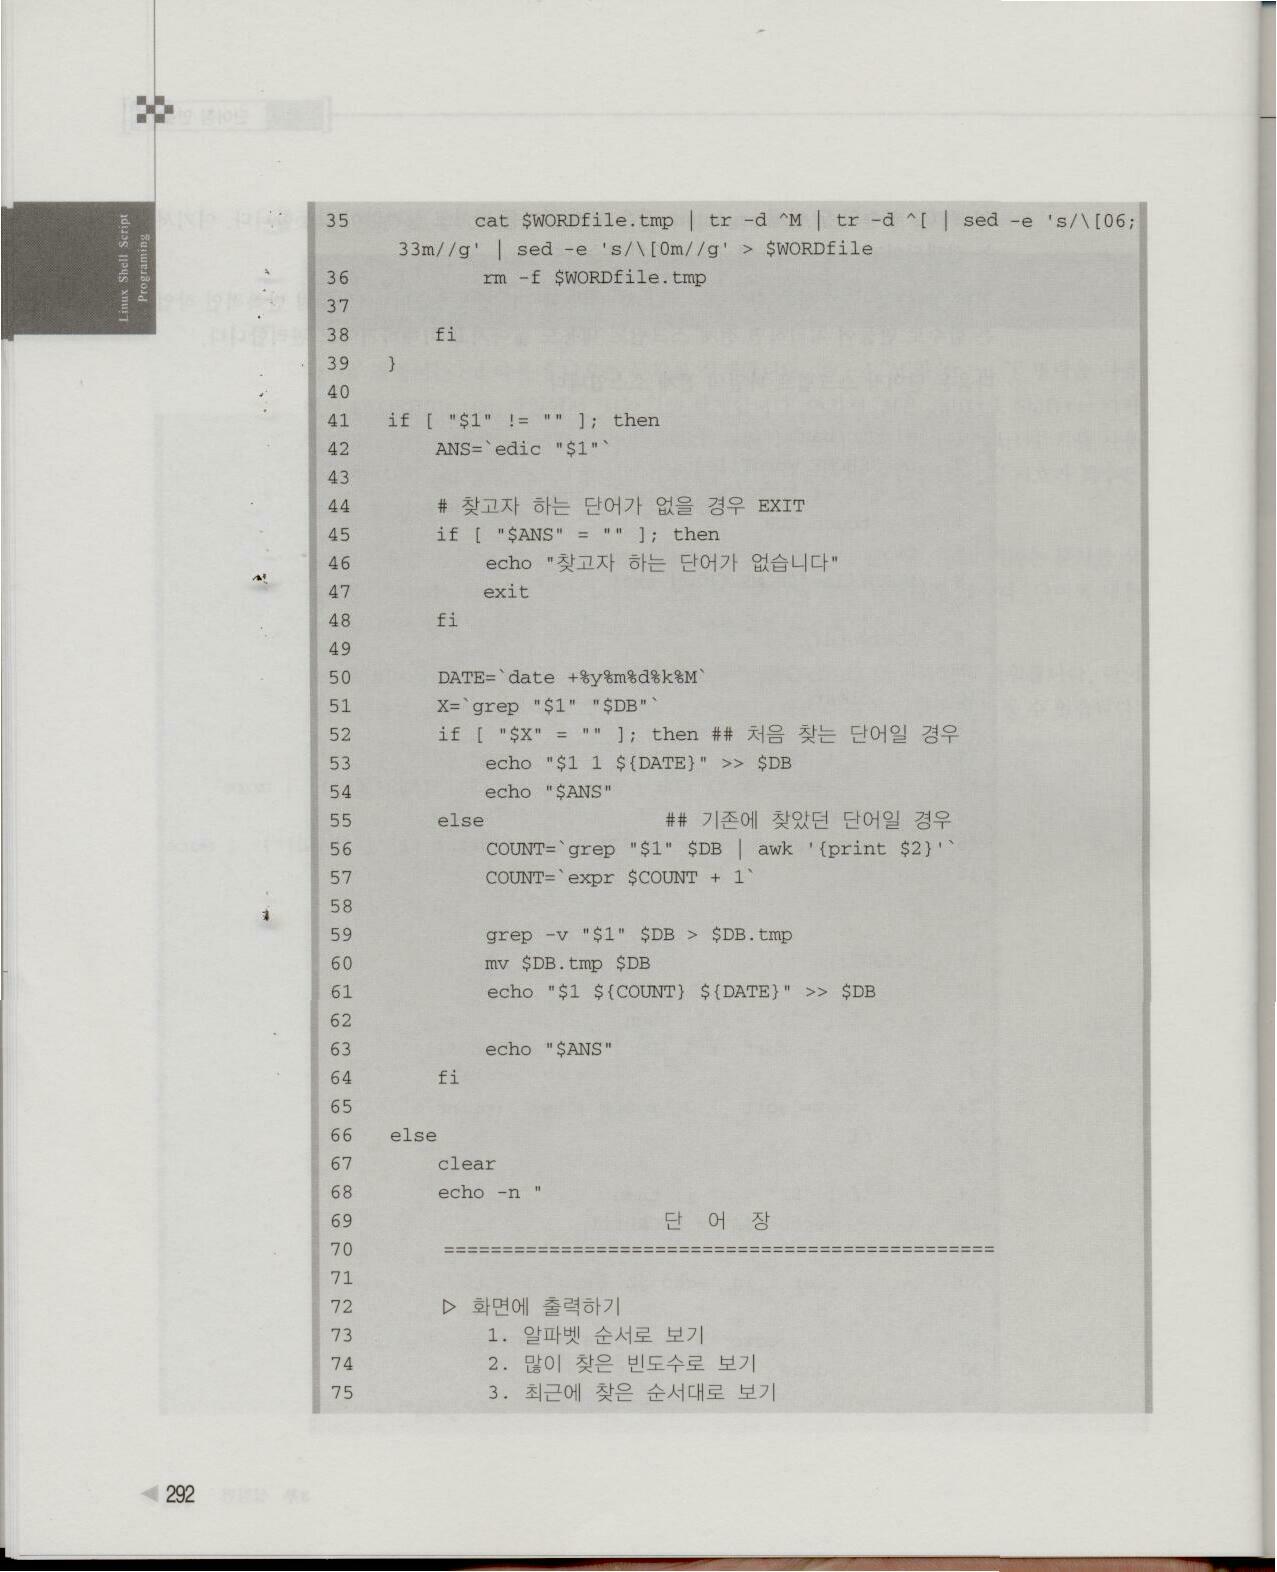 Linux Shell Script
Programing
35 cat $WORDfile.tmp | tr -d ^M | tr -d ^[ | sed -e 's/\[06;
33m//g' | sed -e 's/\[0m//g' > $WORDfile
36 rm -f $WORDfile.tmp
37
38 fi
39 }
40
41 if [ "$1" != "" ]; then
42 ANS=`edic "$1"`
43
44 # 찾고자 하는 단어가 없을 경우 EXIT
45 if [ "$ANS" = "" ]; then
46 echo "찾고자 하는 단어가 없습니다"
47 exit
48 fi
49
50 DATE=`date +%y%m%d%k%M`
51 X=`grep "$1" "$DB"`
52 if [ "$X" = "" ]; then ## 처음 찾는 단어일 경우
53 echo "$1 1 ${DATE}" >> $DB
54 echo "$ANS"
55 else ## 기존에 찾았던 단어일 경우
56 COUNT=`grep "$1" $DB | awk '{print $2}'`
57 COUNT=`expr $COUNT + 1`
58
59 grep -v "$1" $DB > $DB.tmp
60 mv $DB.tmp $DB
61 echo "$1 ${COUNT} ${DATE}" >> $DB
62
63 echo "$ANS"
64 fi
65
66 else
67 clear
68 echo -n "
69 단 어 장
70 ===============================================
71
72 ▷ 화면에 출력하기
73 1. 알파벳 순서로 보기
74 2. 많이 찾은 빈도수로 보기
75 3. 최근에 찾은 순서대로 보기
◀ 292